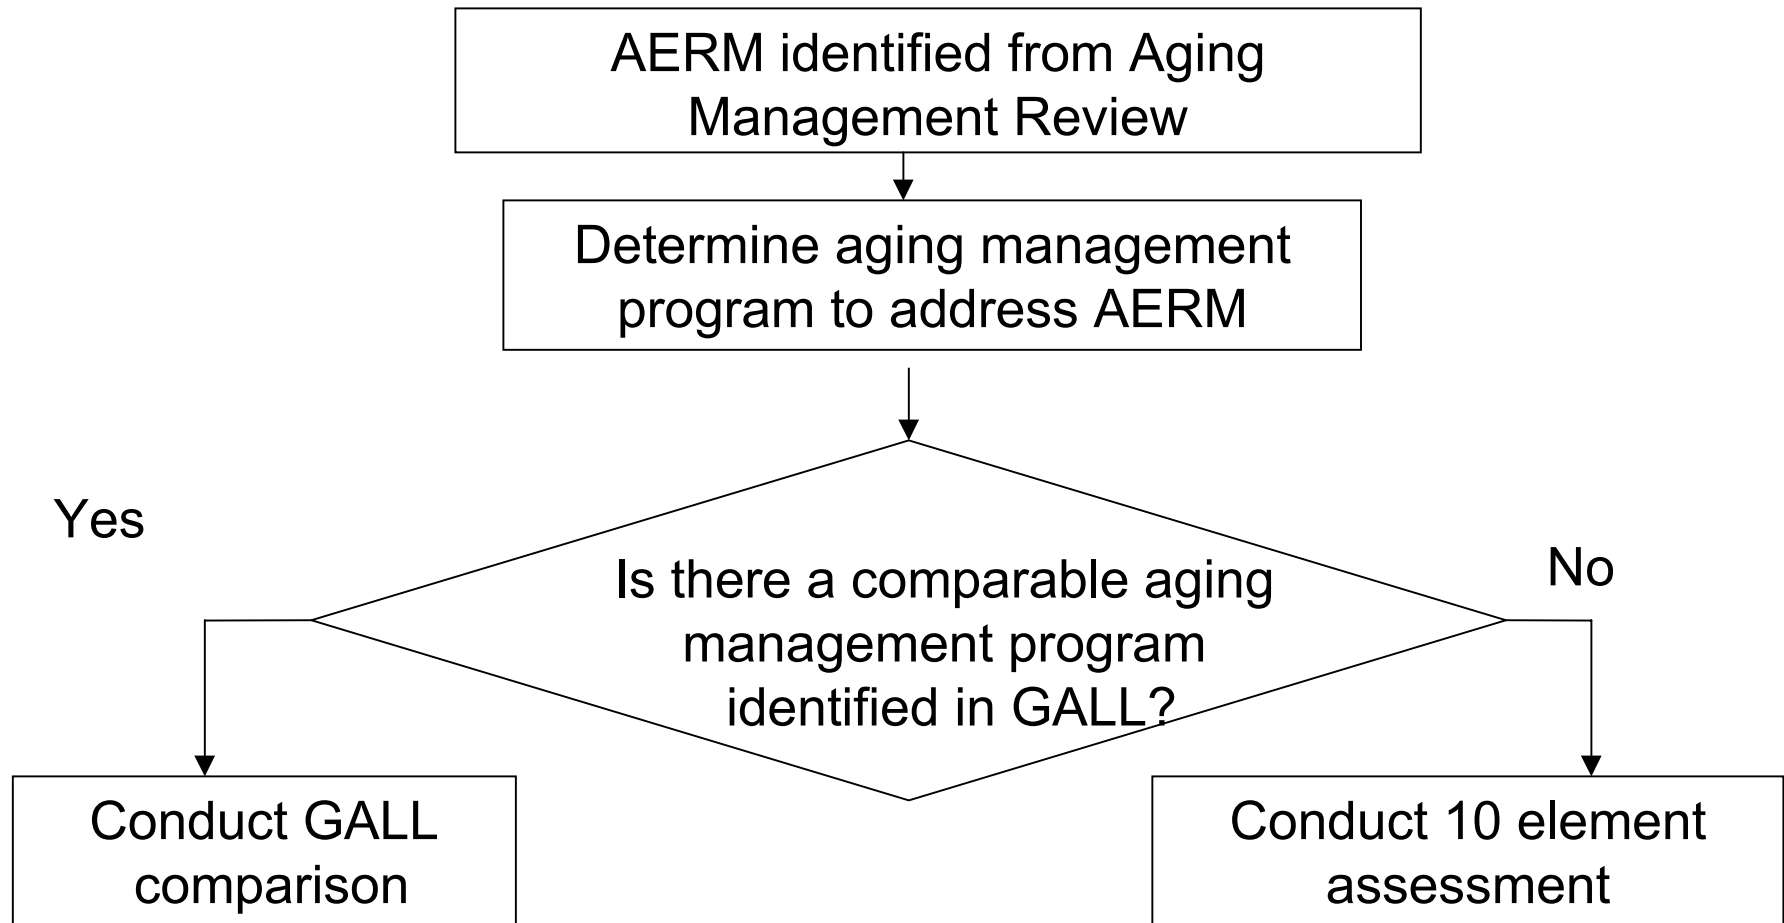 AERM identified from Aging
Management Review
Determine aging management
program to address AERM
Yes
No
Is there a comparable aging
management program
identified in GALL?
Conduct GALL
comparison
Conduct 10 element
assessment